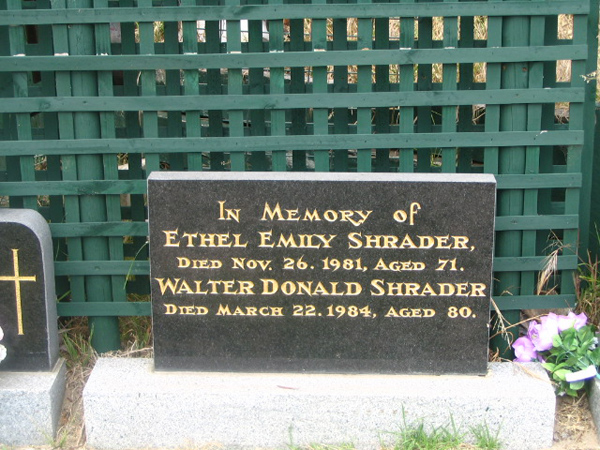 In Memory of
Ethel Emily Shrader,
Died Nov. 26. 1981, Aged 71.
Walter Donald Shrader
Died March 22. 1984, Aged 80.